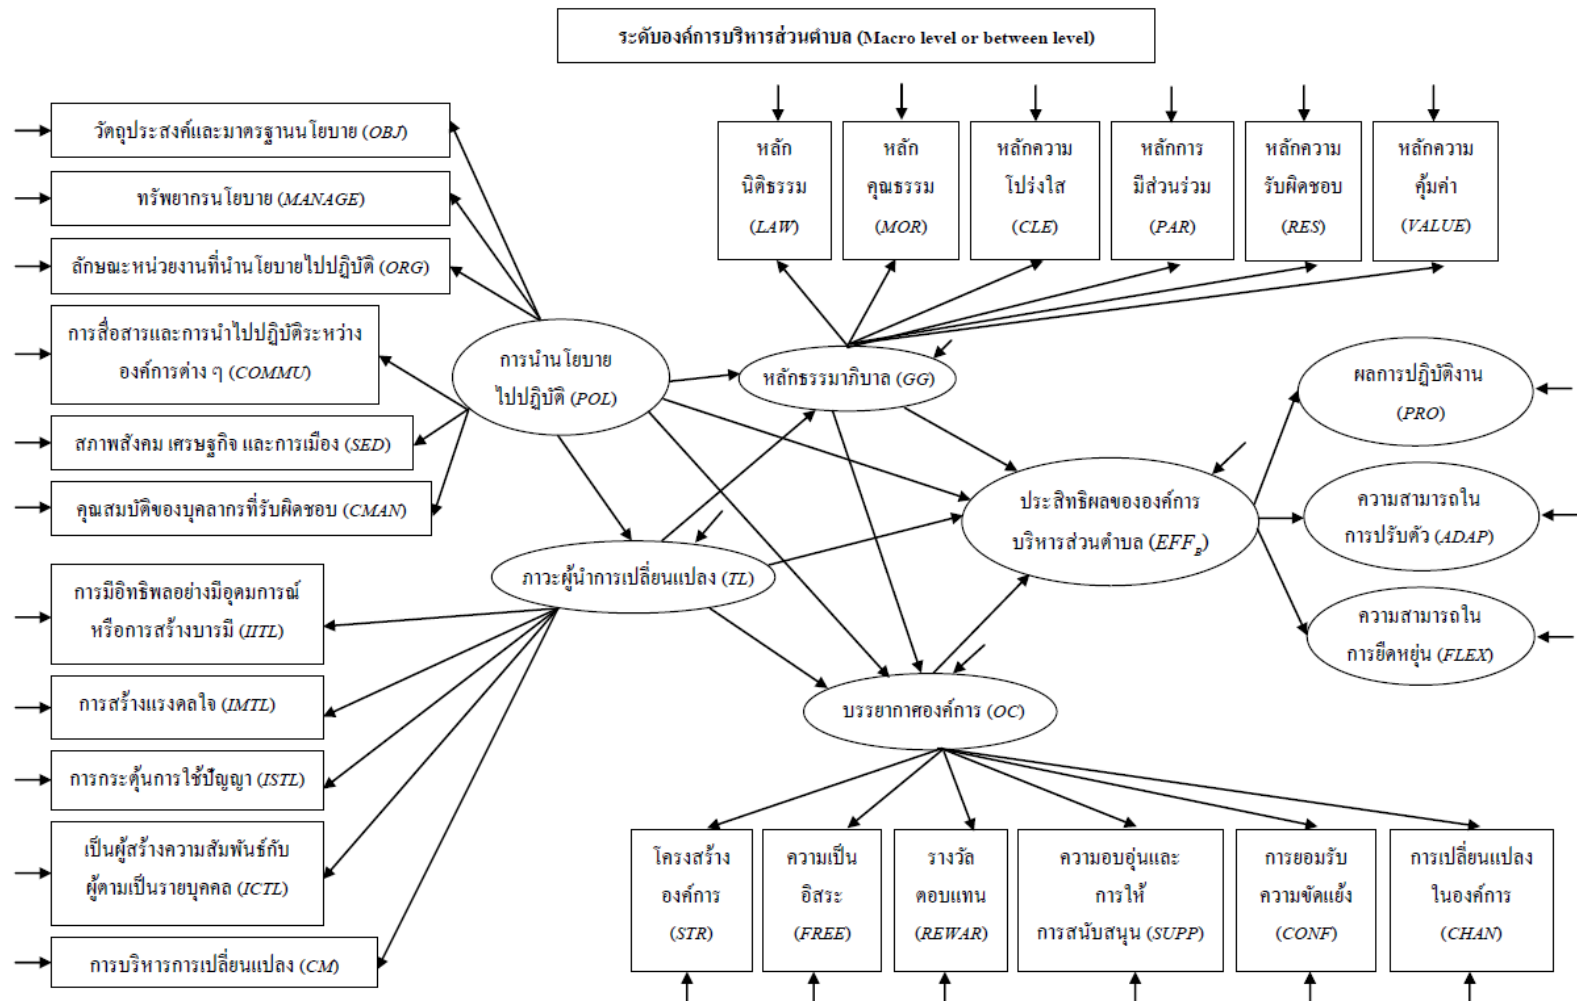 ระดับองค์การบริหารส่วนตำบล (Macro level or between level)
วัตถุประสงค์และมาตรฐานนโยบาย (OBJ)
ทรัพยากรนโยบาย (MANAGE)
ลักษณะหน่วยงานที่นำนโยบายไปปฏิบัติ (ORG)
การสื่อสารและการนำไปปฏิบัติระหว่าง
องค์การต่าง ๆ (COMMU)
สภาพสังคม เศรษฐกิจ และการเมือง (SED)
คุณสมบัติของบุคลากรที่รับผิดชอบ (CMAN)
การมีอิทธิพลอย่างมีอุดมการณ์
หรือการสร้างบารมี (IITL)
การสร้างแรงดลใจ (IMTL)
การกระตุ้นการใช้ปัญญา (ISTL)
เป็นผู้สร้างความสัมพันธ์กับ
ผู้ตามเป็นรายบุคคล (ICTL)
การบริหารการเปลี่ยนแปลง (CM)
การนำนโยบาย
ไปปฏิบัติ (POL)
ภาวะผู้นำการเปลี่ยนแปลง (TL)
หลัก
นิติธรรม
(LAW)
หลัก
คุณธรรม
(MOR)
หลักความ
โปร่งใส
(CLE)
หลักการ
มีส่วนร่วม
(PAR)
หลักความ
รับผิดชอบ
(RES)
หลักความ
คุ้มค่า
(VALUE)
หลักธรรมาภิบาล (GG)
ประสิทธิผลขององค์การ
บริหารส่วนตำบล (EFF_B)
บรรยากาศองค์การ (OC)
ผลการปฏิบัติงาน
(PRO)
ความสามารถใน
การปรับตัว (ADAP)
ความสามารถใน
การยืดหยุ่น (FLEX)
โครงสร้าง
องค์การ
(STR)
ความเป็น
อิสระ
(FREE)
รางวัล
ตอบแทน
(REWAR)
ความอบอุ่นและ
การให้
การสนับสนุน (SUPP)
การยอมรับ
ความขัดแย้ง
(CONF)
การเปลี่ยนแปลง
ในองค์การ
(CHAN)